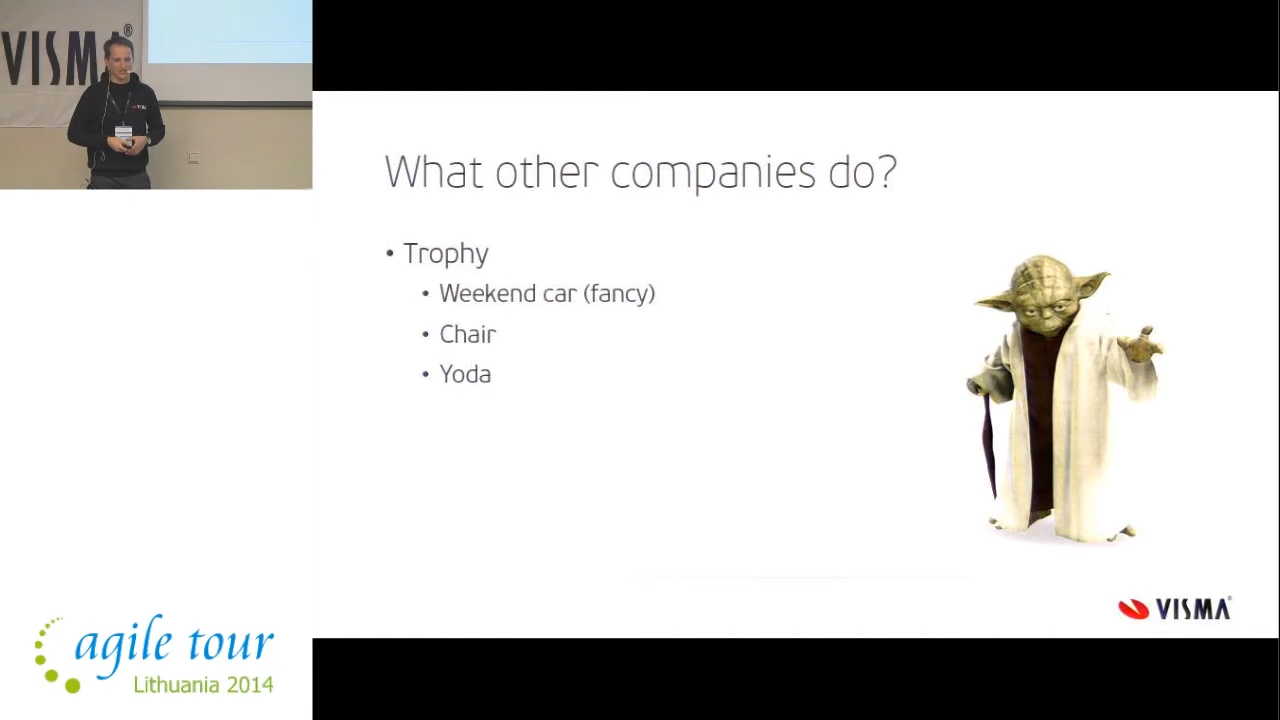 VISMA®
What other companies do?
• Trophy
• Weekend car (fancy)
• Chair
• Yoda
VISMA®
agile tour
Lithuania 2014